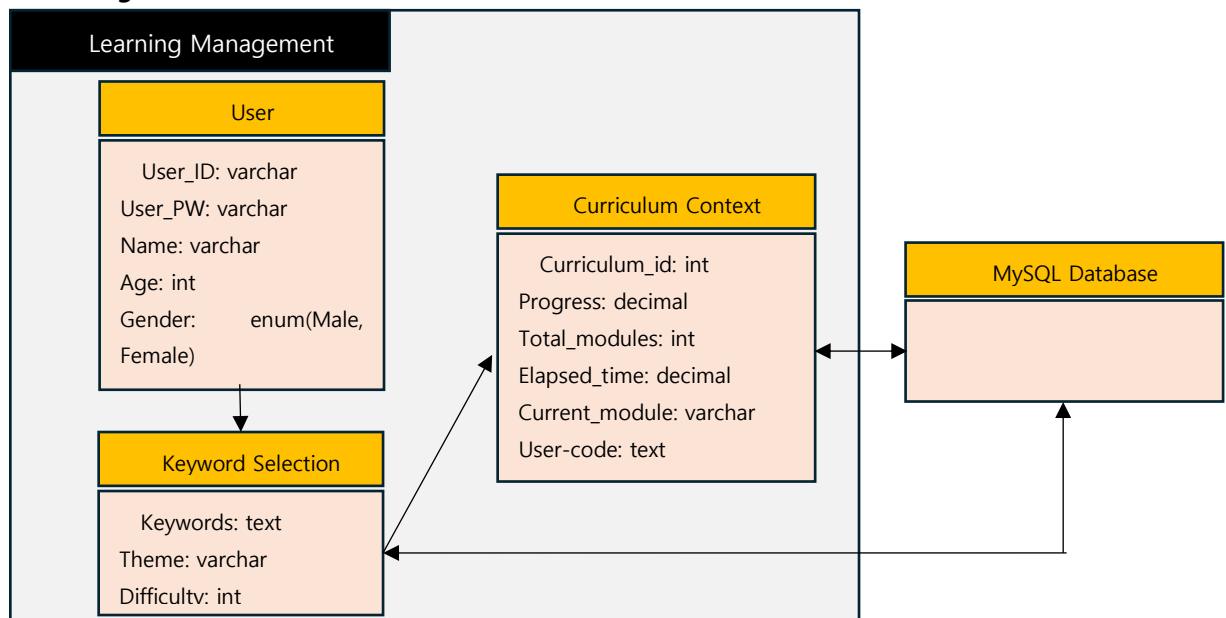 Learning Management
User
User_ID: varchar
User_PW: varchar
Name: varchar
Age: int
Gender: enum(Male,
Female)
Keyword Selection
Keywords: text
Theme: varchar
Difficulty: int
Curriculum Context
Curriculum_id: int
Progress: decimal
Total_modules: int
Elapsed_time: decimal
Current_module: varchar
User-code: text
MySQL Database